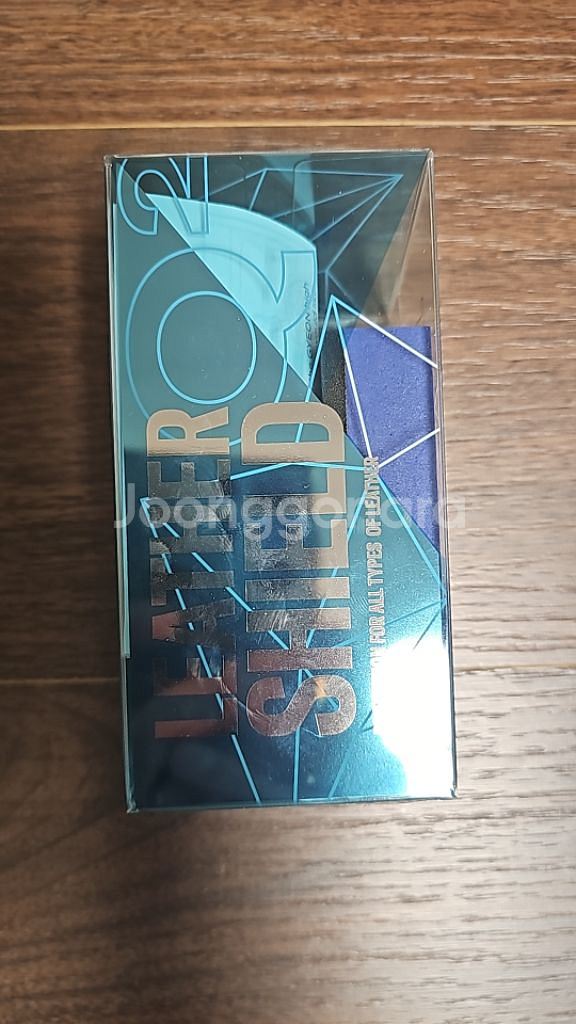 Q2
LEATHER
SHIELD
FOR ALL TYPES OF LEATHER
Joonggonara